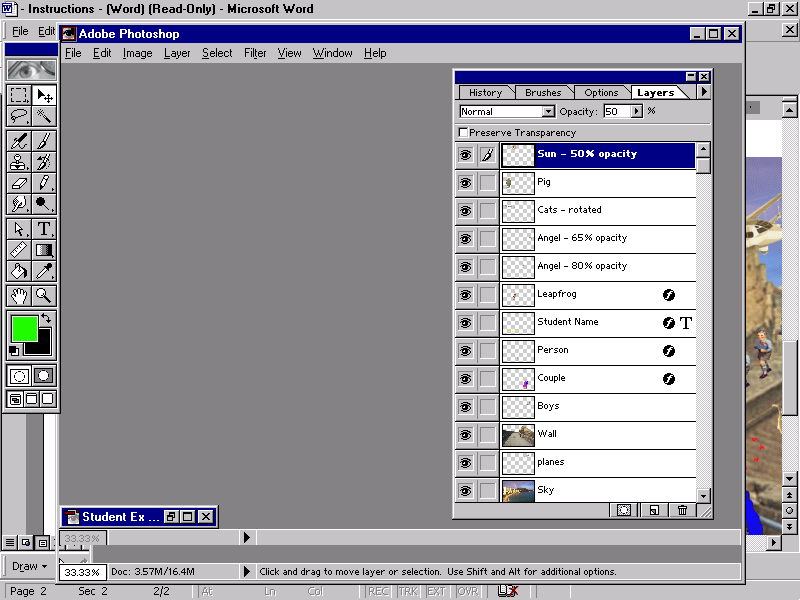 - Instructions - (Word) (Read-Only) - Microsoft Word
File Edit
Adobe Photoshop
File Edit Image Layer Select Filter View Window Help
History Brushes Options Layers
Normal Opacity: 50 %
Preserve Transparency
Sun - 50% opacity
Pig
Cats - rotated
Angel - 65% opacity
Angel - 80% opacity
Leapfrog
Student Name T
Person
Couple
Boys
Wall
planes
Sky
Student Ex ...
33.33%
33.33% Doc: 3.57M/16.4M Click and drag to move layer or selection. Use Shift and Alt for additional options.
Draw
Page 2 Sec 2 2/2 At Ln Col REC TRK EXT OVR